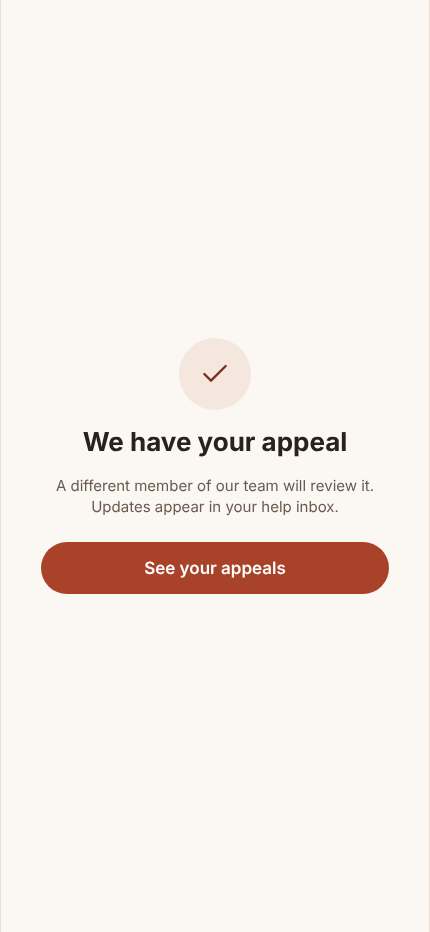 We have your appeal
A different member of our team will review it.
Updates appear in your help inbox.
See your appeals